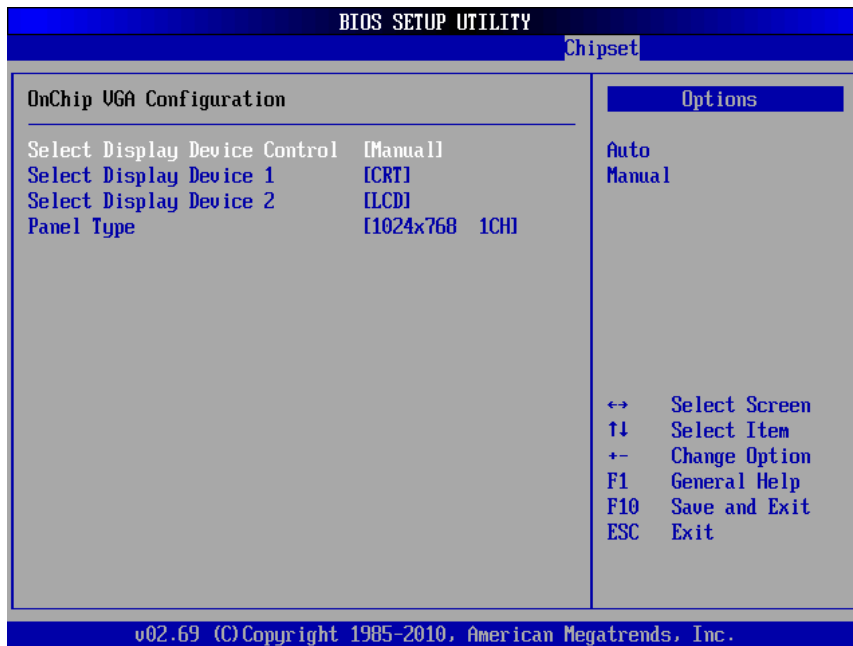 BIOS SETUP UTILITY
Chipset
OnChip VGA Configuration
Select Display Device Control [Manual]
Select Display Device 1 [CRT]
Select Display Device 2 [LCD]
Panel Type [1024x768 1CH]
Options
Auto
Manual
↔ Select Screen
↑↓ Select Item
+- Change Option
F1 General Help
F10 Save and Exit
ESC Exit
v02.69 (C)Copyright 1985-2010, American Megatrends, Inc.